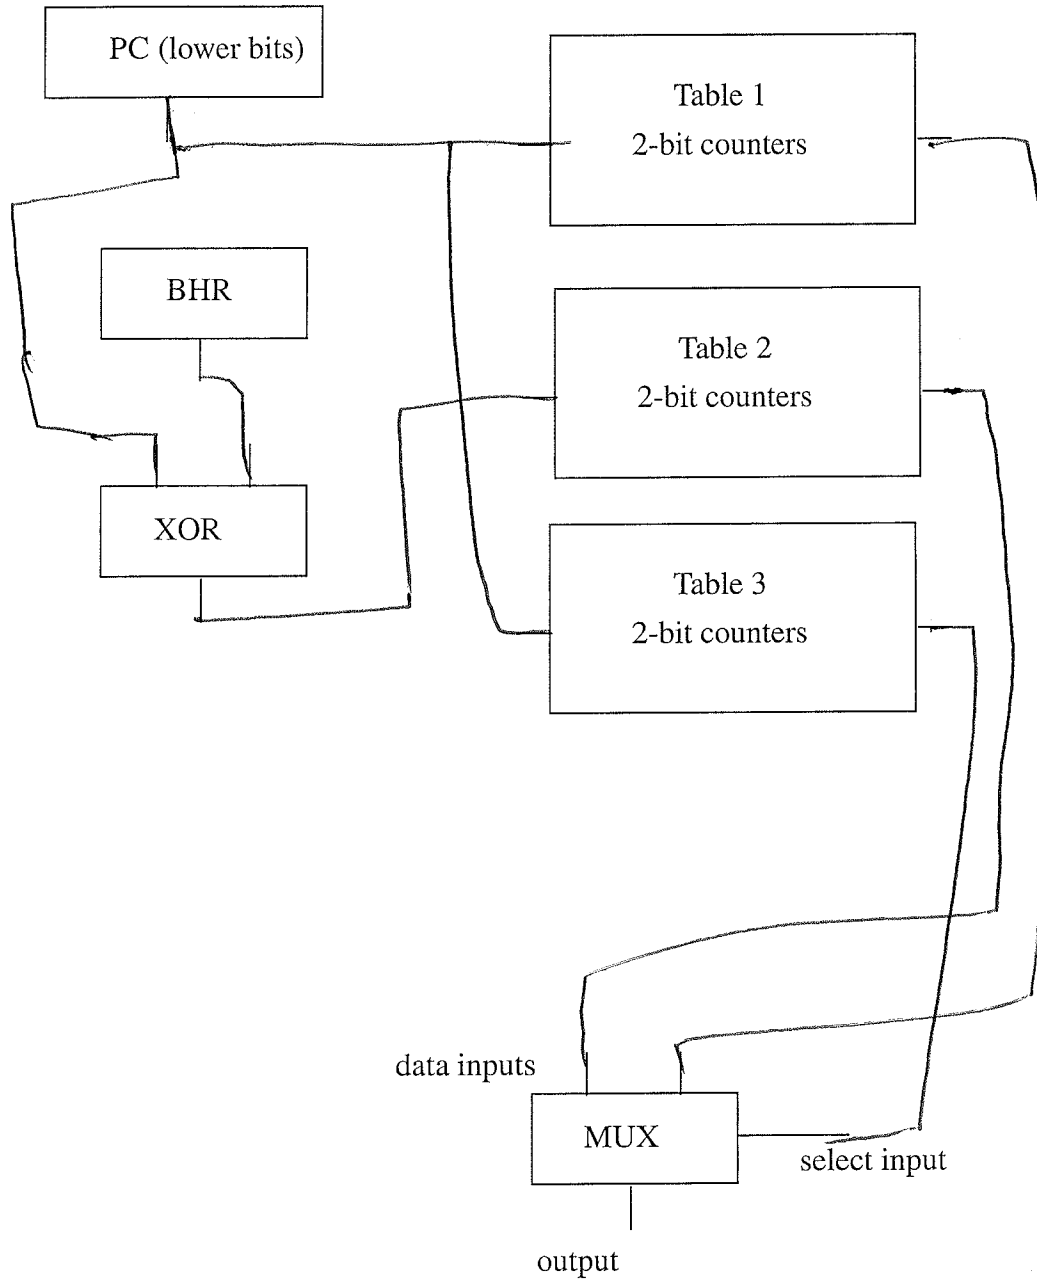 PC (lower bits)
Table 1
2-bit counters
BHR
Table 2
2-bit counters
XOR
Table 3
2-bit counters
data inputs
MUX
select input
output